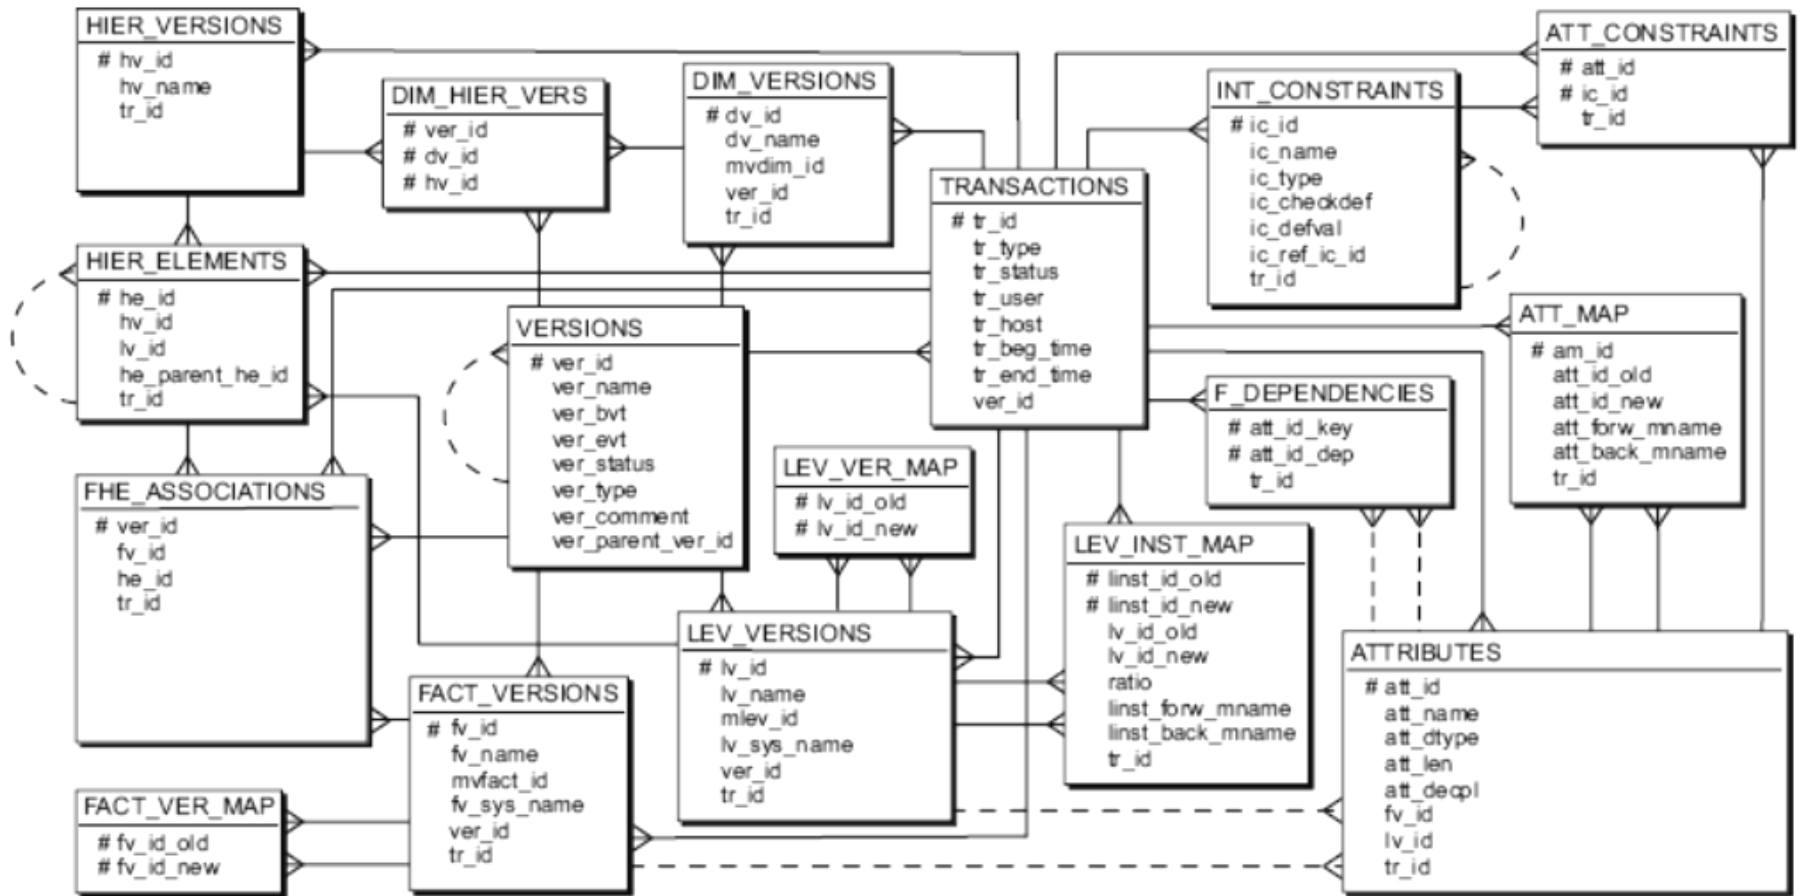 HIER_VERSIONS
# hv_id
hv_name
tr_id
DIM_HIER_VERS
# ver_id
# dv_id
# hv_id
DIM_VERSIONS
# dv_id
dv_name
mvdim_id
ver_id
tr_id
TRANSACTIONS
# tr_id
tr_type
tr_status
tr_user
tr_host
tr_beg_time
tr_end_time
ver_id
INT_CONSTRAINTS
# ic_id
ic_name
ic_type
ic_checkdef
ic_defval
ic_ref_ic_id
tr_id
ATT_CONSTRAINTS
# att_id
# ic_id
tr_id
HIER_ELEMENTS
# he_id
hv_id
lv_id
he_parent_he_id
tr_id
VERSIONS
# ver_id
ver_name
ver_bvt
ver_evt
ver_status
ver_type
ver_comment
ver_parent_ver_id
ATT_MAP
# am_id
att_id_old
att_id_new
att_forw_mname
att_back_mname
tr_id
F_DEPENDENCIES
# att_id_key
# att_id_dep
tr_id
FHE_ASSOCIATIONS
# ver_id
fv_id
he_id
tr_id
LEV_VER_MAP
# lv_id_old
# lv_id_new
LEV_INST_MAP
# linst_id_old
# linst_id_new
lv_id_old
lv_id_new
ratio
linst_forw_mname
linst_back_mname
tr_id
LEV_VERSIONS
# lv_id
lv_name
mlev_id
lv_sys_name
ver_id
tr_id
ATTRIBUTES
# att_id
att_name
att_dtype
att_len
att_decpl
fv_id
lv_id
tr_id
FACT_VERSIONS
# fv_id
fv_name
mvfact_id
fv_sys_name
ver_id
tr_id
FACT_VER_MAP
# fv_id_old
# fv_id_new